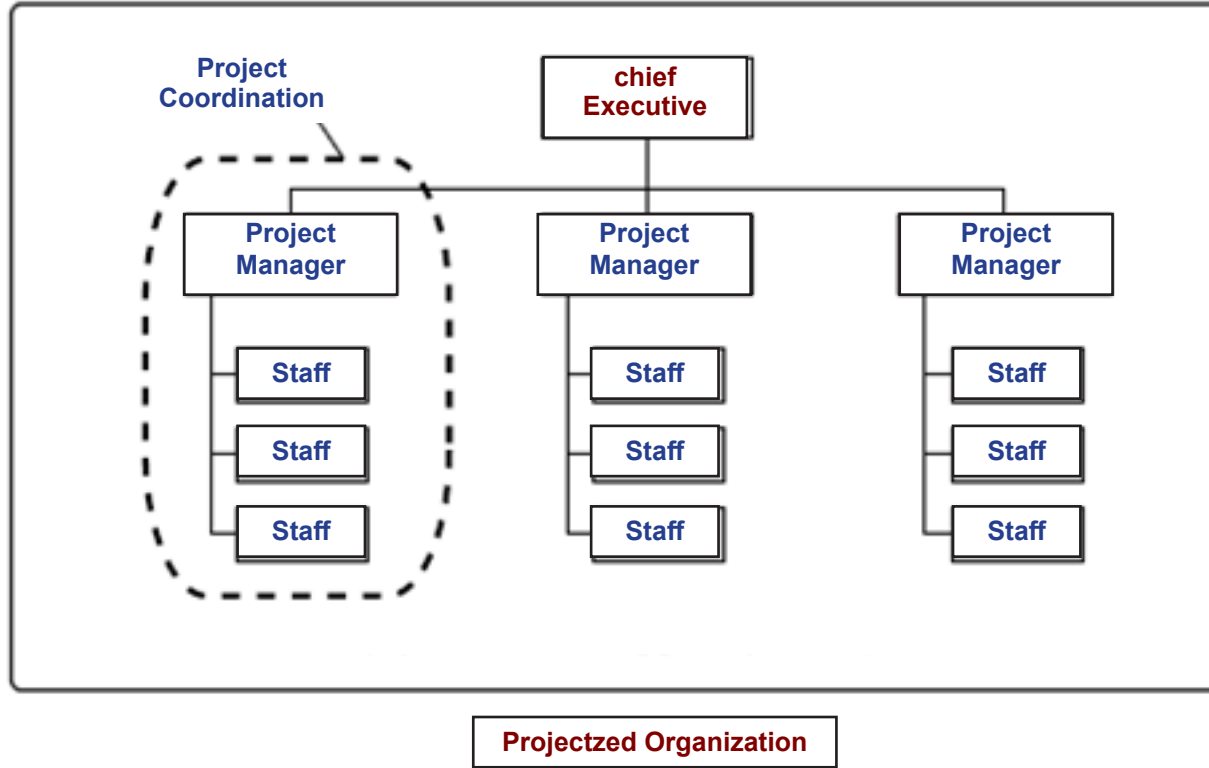 Project
Coordination
chief
Executive
Project
Manager
Project
Manager
Project
Manager
Staff
Staff
Staff
Staff
Staff
Staff
Staff
Staff
Staff
Projectzed Organization